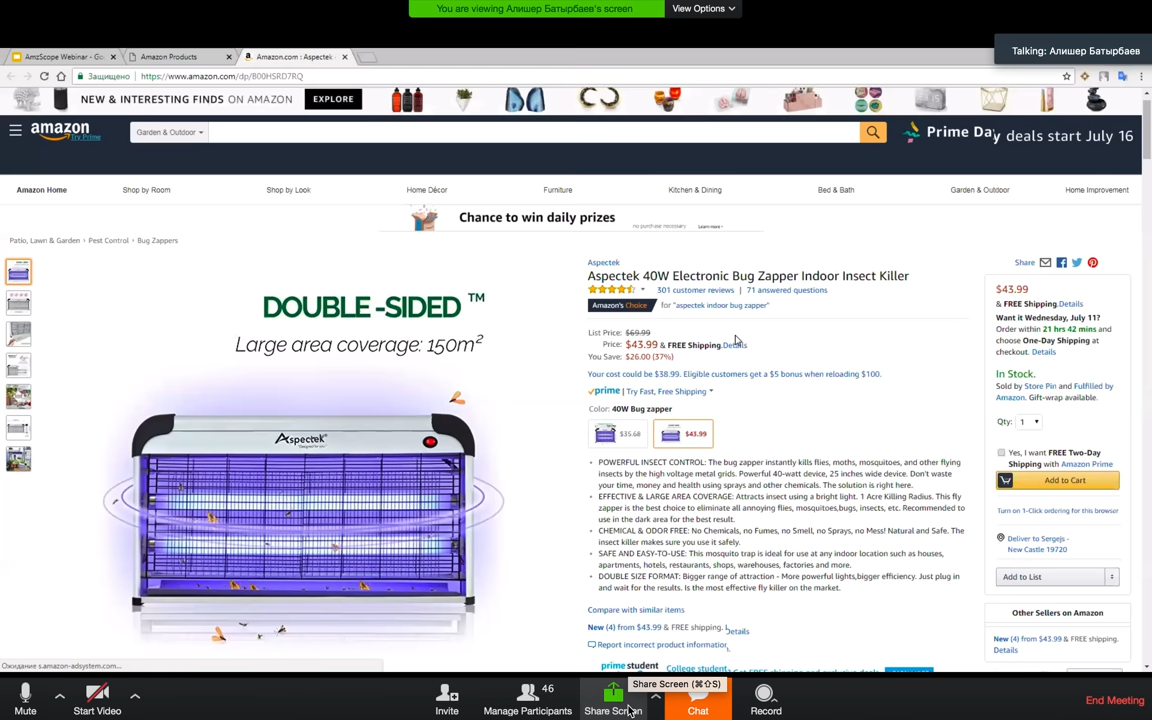 You are viewing Алишер Батырбаев's screen
View Options
Talking: Алишер Батырбаев
AmzScope Webinar - Go
Amazon Products
Amazon.com: Aspectek
Защищено
https://www.amazon.com/dp/B00HSRD7RQ
NEW & INTERESTING FINDS ON AMAZON
EXPLORE
amazon
Try Prime
Garden & Outdoor
Prime Day deals start July 16
Amazon Home
Shop by Room
Shop by Look
Home Décor
Furniture
Kitchen & Dining
Bed & Bath
Garden & Outdoor
Home Improvement
Chance to win daily prizes
no purchase necessary
Learn more
Patio, Lawn & Garden › Pest Control › Bug Zappers
DOUBLE-SIDED ™
Large area coverage: 150m²
Aspectek
Aspectek
Aspectek 40W Electronic Bug Zapper Indoor Insect Killer
301 customer reviews | 71 answered questions
Amazon's Choice for "aspectek indoor bug zapper"
List Price: $69.99
Price: $43.99 & FREE Shipping. Details
You Save: $26.00 (37%)
Your cost could be $38.99. Eligible customers get a $5 bonus when reloading $100.
prime | Try Fast, Free Shipping
Color: 40W Bug zapper
$35.68
$43.99
• POWERFUL INSECT CONTROL: The bug zapper instantly kills flies, moths, mosquitoes, and other flying
insects by the high voltage metal grids. Powerful 40-watt device, 25 inches wide device. Don't waste
your time, money and health using sprays and other chemicals. The solution is right here.
• EFFECTIVE & LARGE AREA COVERAGE: Attracts insect using a bright light. 1 Acre Killing Radius. This fly
zapper is the best choice to eliminate all annoying flies, mosquitoes,bugs, insects, etc. Recommended to
use in the dark area for the best result.
• CHEMICAL & ODOR FREE: No Chemicals, no Fumes, no Smell, no Sprays, no Mess! Natural and Safe. The
insect killer makes sure you use it safely.
• SAFE AND EASY-TO-USE: This mosquito trap is ideal for use at any indoor location such as houses,
apartments, hotels, restaurants, shops, warehouses, factories and more.
• DOUBLE SIZE FORMAT: Bigger range of attraction - More powerful lights,bigger efficiency. Just plug in
and wait for the results. Is the most effective fly killer on the market.
Compare with similar items
New (4) from $43.99 & FREE shipping. Details
Report incorrect product information.
prime student
College student
Share
$43.99
& FREE Shipping. Details
Want it Wednesday, July 11?
Order within 21 hrs 42 mins and
choose One-Day Shipping at
checkout. Details
In Stock.
Sold by Store Pin and Fulfilled by
Amazon. Gift-wrap available.
Qty: 1
Yes, I want FREE Two-Day
Shipping with Amazon Prime
Add to Cart
Turn on 1-Click ordering for this browser
Deliver to Sergejs -
New Castle 19720
Add to List
Other Sellers on Amazon
New (4) from $43.99 & FREE shipping.
Details
Ожидание s.amazon-adsystem.com...
Share Screen (⌘⇧S)
Mute
Start Video
Invite
46
Manage Participants
Share Screen
Chat
Record
End Meeting